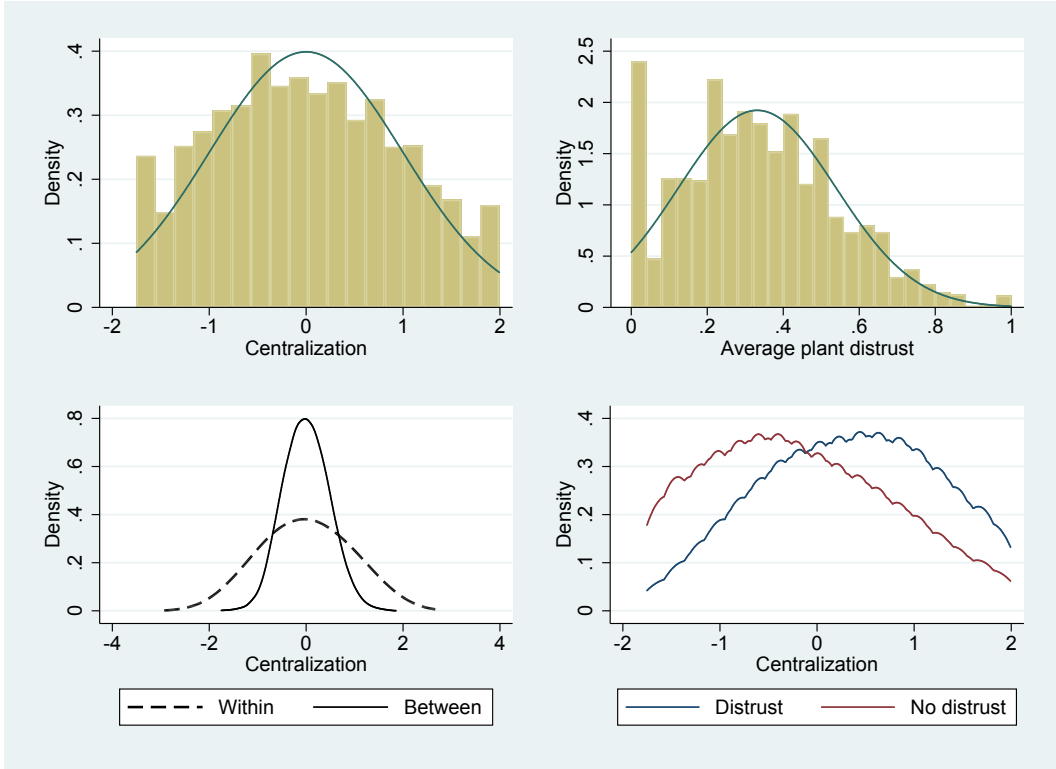 Density
.4
.3
.2
.1
0
-2 -1 0 1 2
Centralization
Density
2.5
2
1.5
1
.5
0
0 .2 .4 .6 .8 1
Average plant distrust
Density
.8
.6
.4
.2
0
-4 -2 0 2 4
Centralization
Within Between
Density
.4
.3
.2
.1
0
-2 -1 0 1 2
Centralization
Distrust No distrust